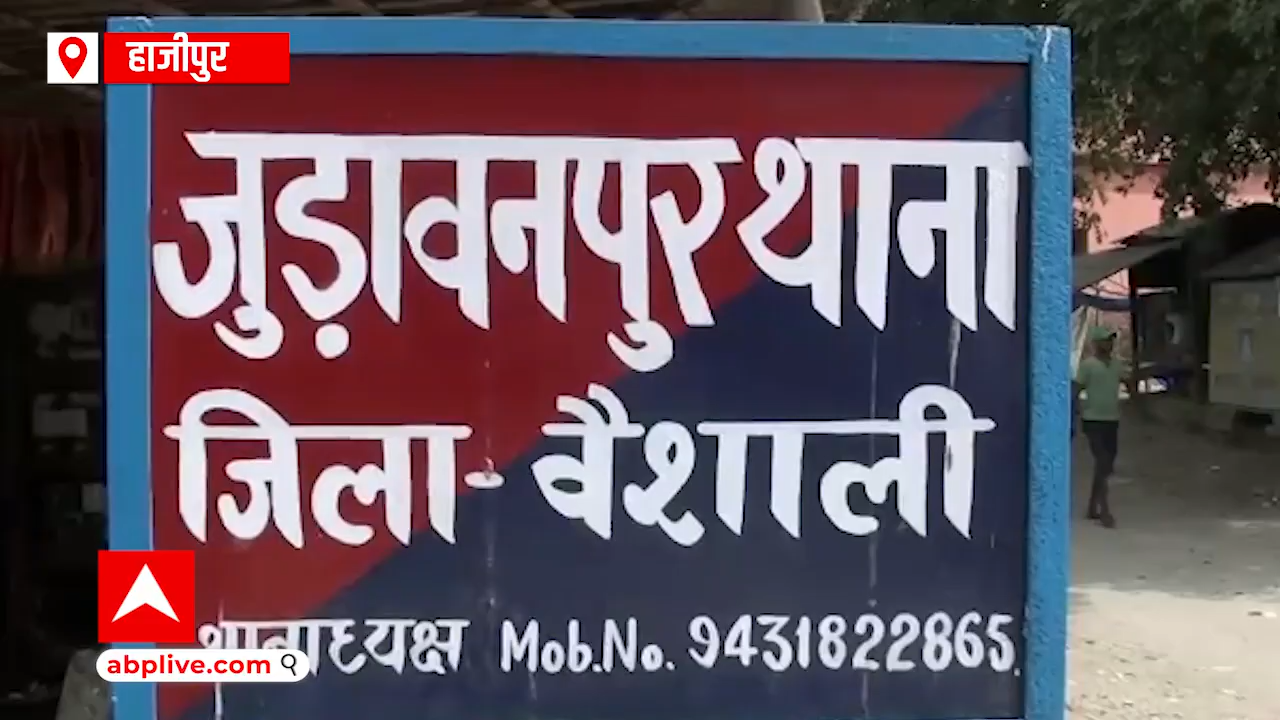 हाजीपुर
जुड़ावनपुर थाना
जिला - वैशाली
थानाध्यक्ष Mob.No. 9431822865.
abplive.com